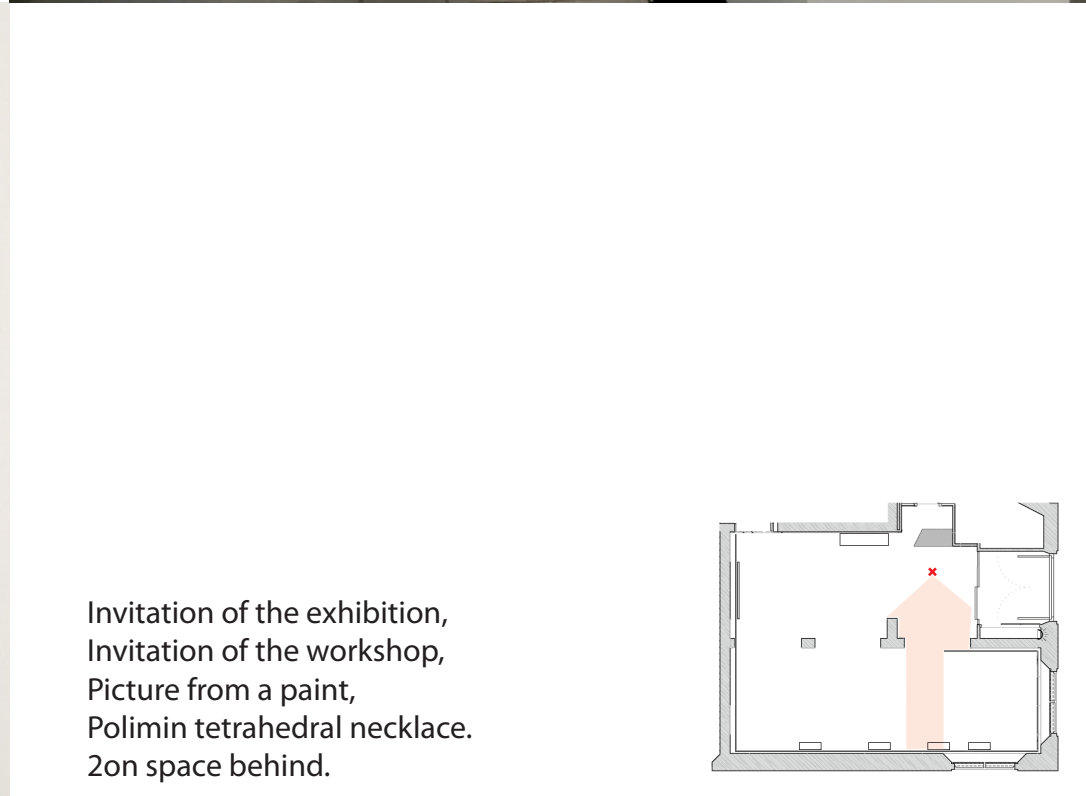 Invitation of the exhibition,
Invitation of the workshop,
Picture from a paint,
Polimin tetrahedral necklace.
2on space behind.